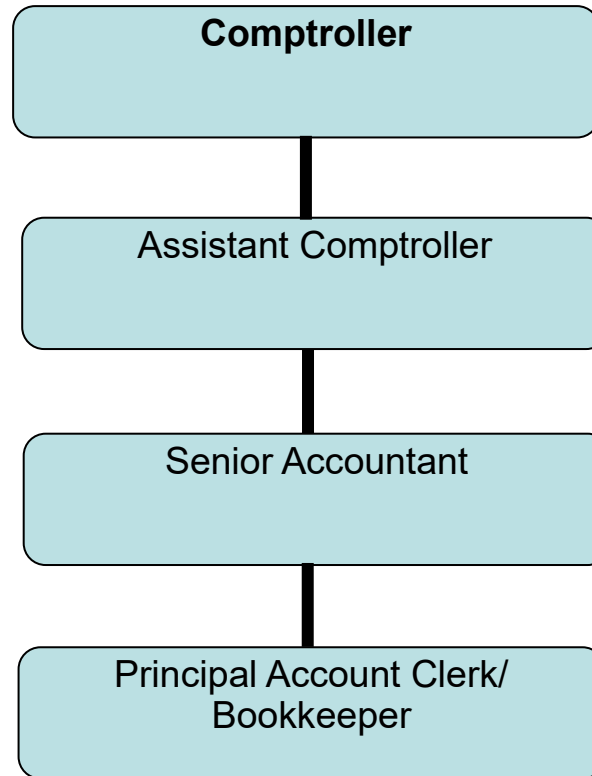 Comptroller
Assistant Comptroller
Senior Accountant
Principal Account Clerk/
Bookkeeper